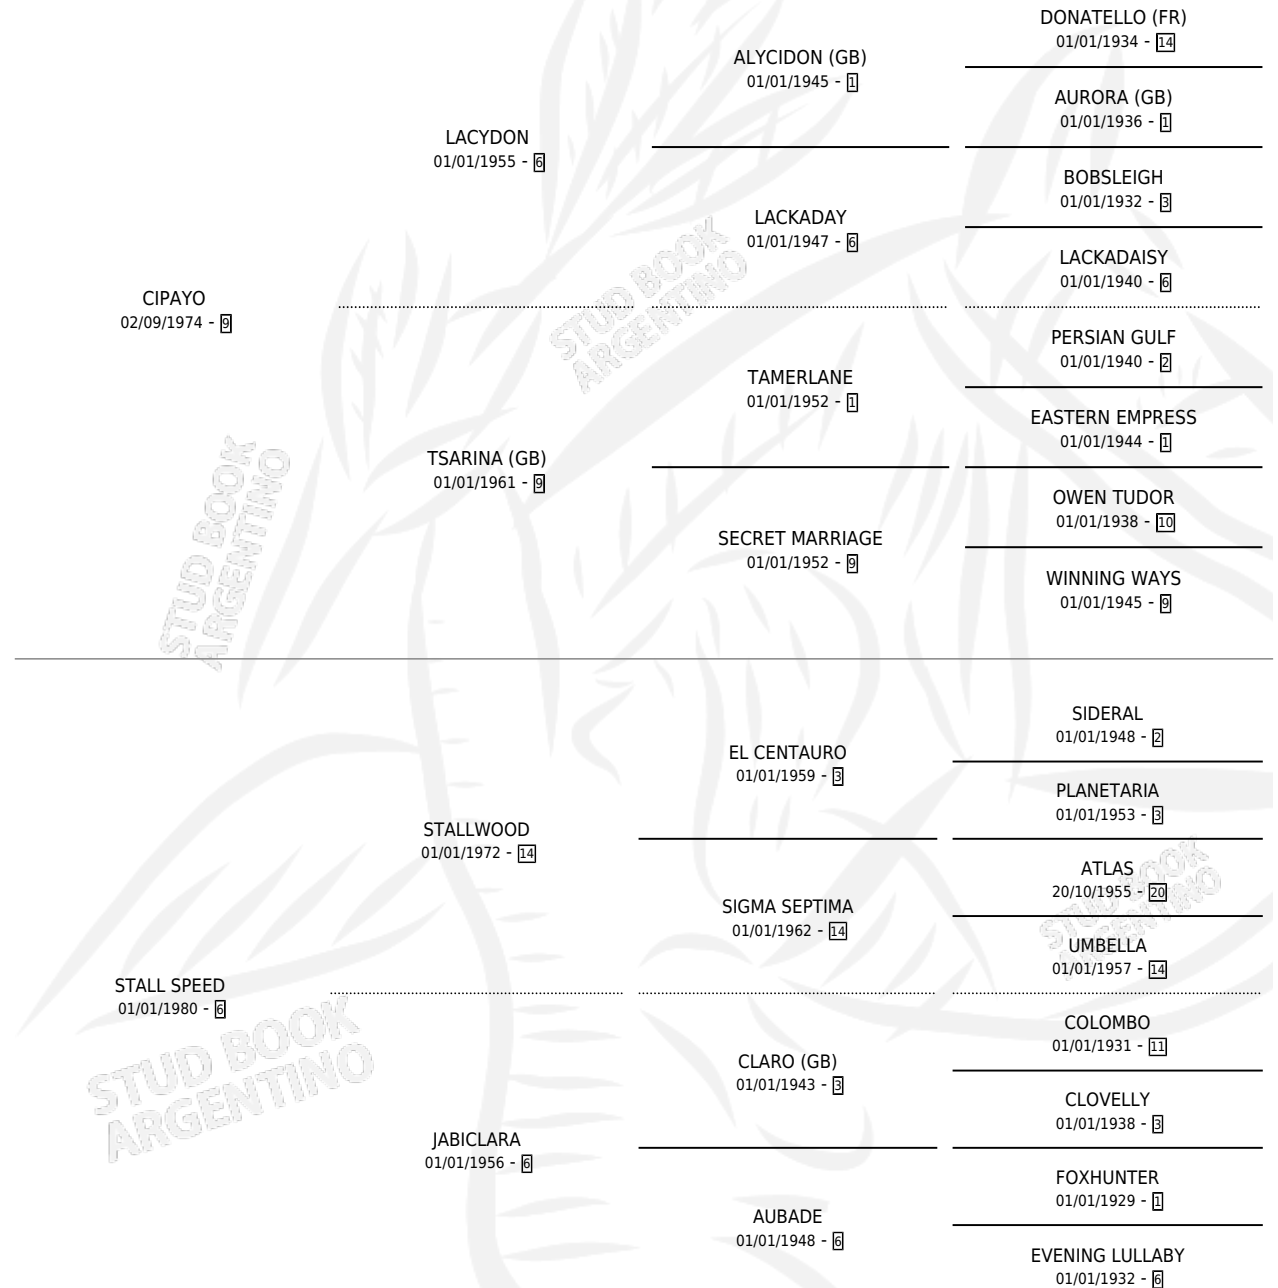 DONATELLO (FR)
01/01/1934 - 14
ALYCIDON (GB)
01/01/1945 - 1
AURORA (GB)
01/01/1936 - 1
LACYDON
01/01/1955 - 6
BOBSLEIGH
01/01/1932 - 3
LACKADAY
01/01/1947 - 6
LACKADAISY
01/01/1940 - 6
CIPAYO
02/09/1974 - 9
PERSIAN GULF
01/01/1940 - 2
TAMERLANE
01/01/1952 - 1
EASTERN EMPRESS
01/01/1944 - 1
TSARINA (GB)
01/01/1961 - 9
OWEN TUDOR
01/01/1938 - 10
SECRET MARRIAGE
01/01/1952 - 9
WINNING WAYS
01/01/1945 - 9
STUD BOOK
ARGENTINO
STUD BOOK
ARGENTINO
SIDERAL
01/01/1948 - 2
EL CENTAURO
01/01/1959 - 3
PLANETARIA
01/01/1953 - 3
STALLWOOD
01/01/1972 - 14
ATLAS
20/10/1955 - 20
SIGMA SEPTIMA
01/01/1962 - 14
UMBELLA
01/01/1957 - 14
STALL SPEED
01/01/1980 - 6
COLOMBO
01/01/1931 - 11
CLARO (GB)
01/01/1943 - 3
CLOVELLY
01/01/1938 - 3
JABICLARA
01/01/1956 - 6
FOXHUNTER
01/01/1929 - 1
AUBADE
01/01/1948 - 6
EVENING LULLABY
01/01/1932 - 6
STUD BOOK
ARGENTINO
STUD BOOK
ARGENTINO